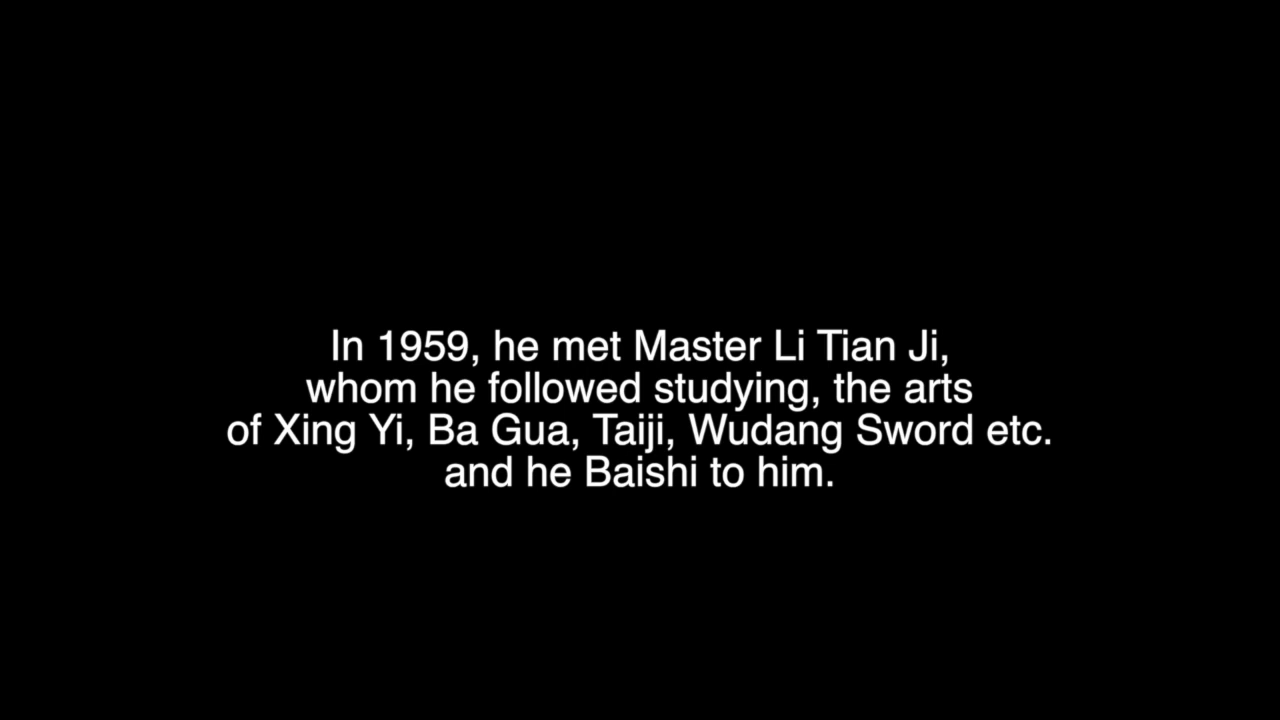 In 1959, he met Master Li Tian Ji,
whom he followed studying, the arts
of Xing Yi, Ba Gua, Taiji, Wudang Sword etc.
and he Baishi to him.